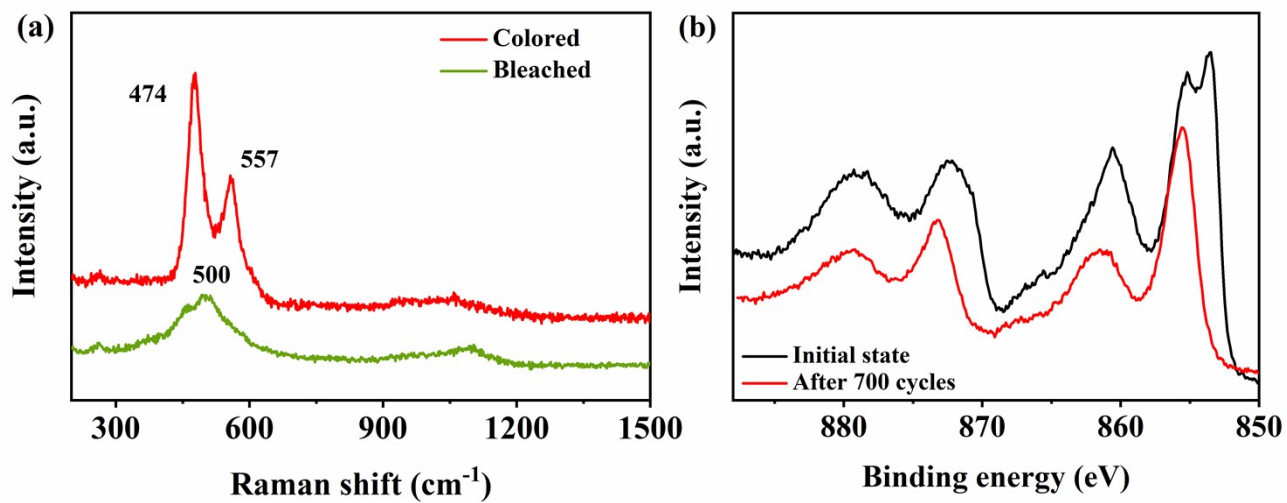 (a)
Colored
Bleached
474
557
500
Intensity (a.u.)
300 600 900 1200 1500
Raman shift (cm⁻¹)
(b)
Initial state
After 700 cycles
Intensity (a.u.)
880 870 860 850
Binding energy (eV)